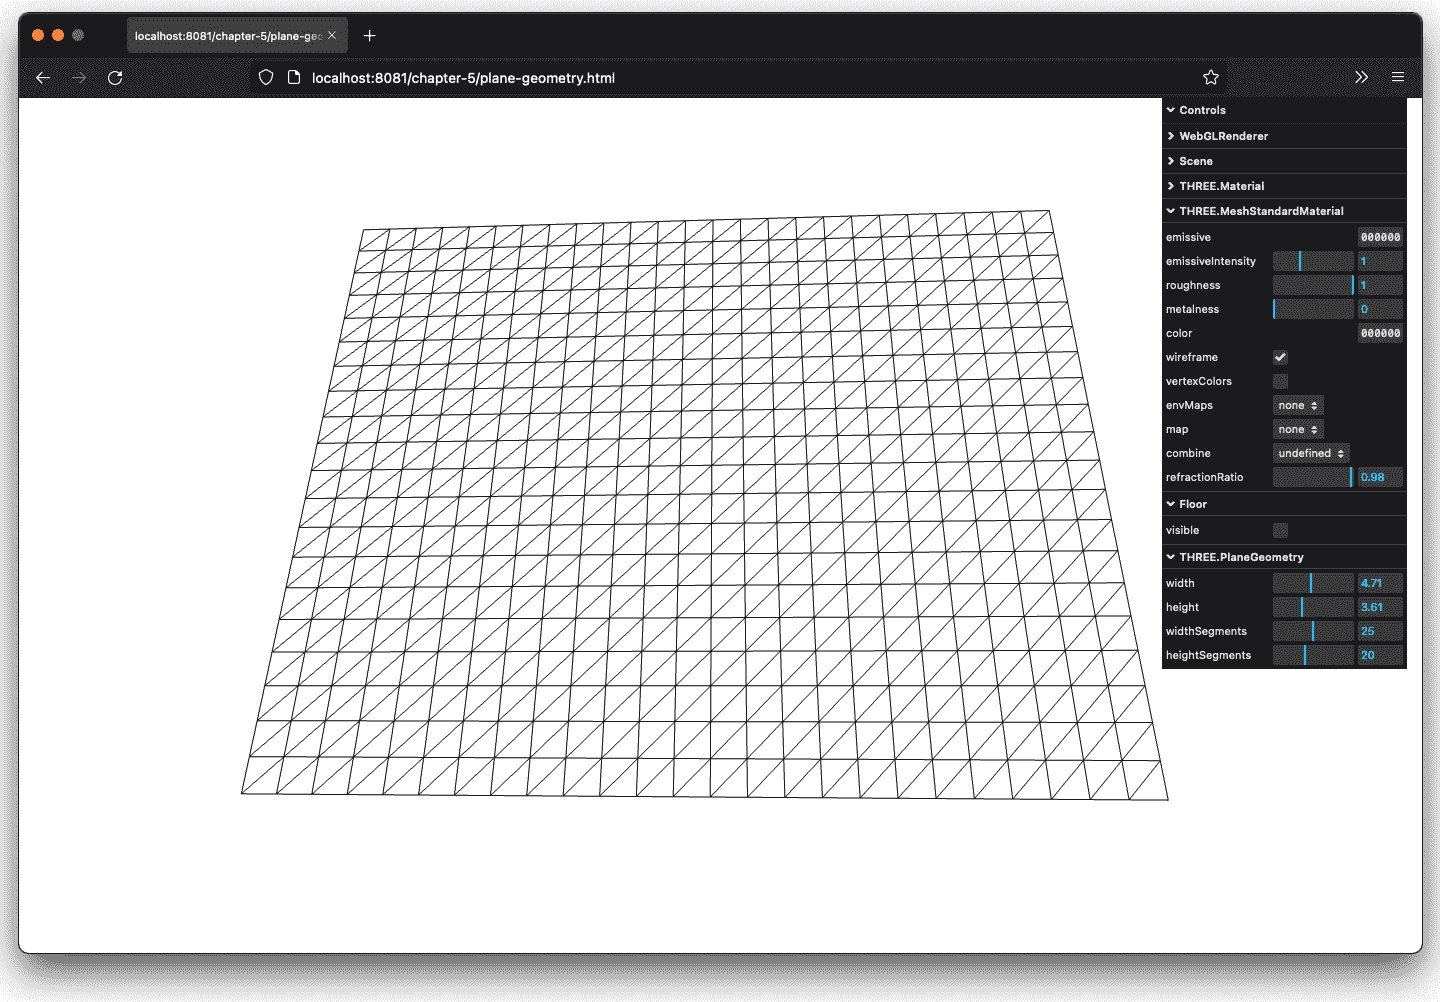 localhost:8081/chapter-5/plane-geo
localhost:8081/chapter-5/plane-geometry.html
Controls
WebGLRenderer
Scene
THREE.Material
THREE.MeshStandardMaterial
emissive 000000
emissiveIntensity 1
roughness 1
metalness 0
color 000000
wireframe
vertexColors
envMaps none
map none
combine undefined
refractionRatio 0.98
Floor
visible
THREE.PlaneGeometry
width 4.71
height 3.61
widthSegments 25
heightSegments 20